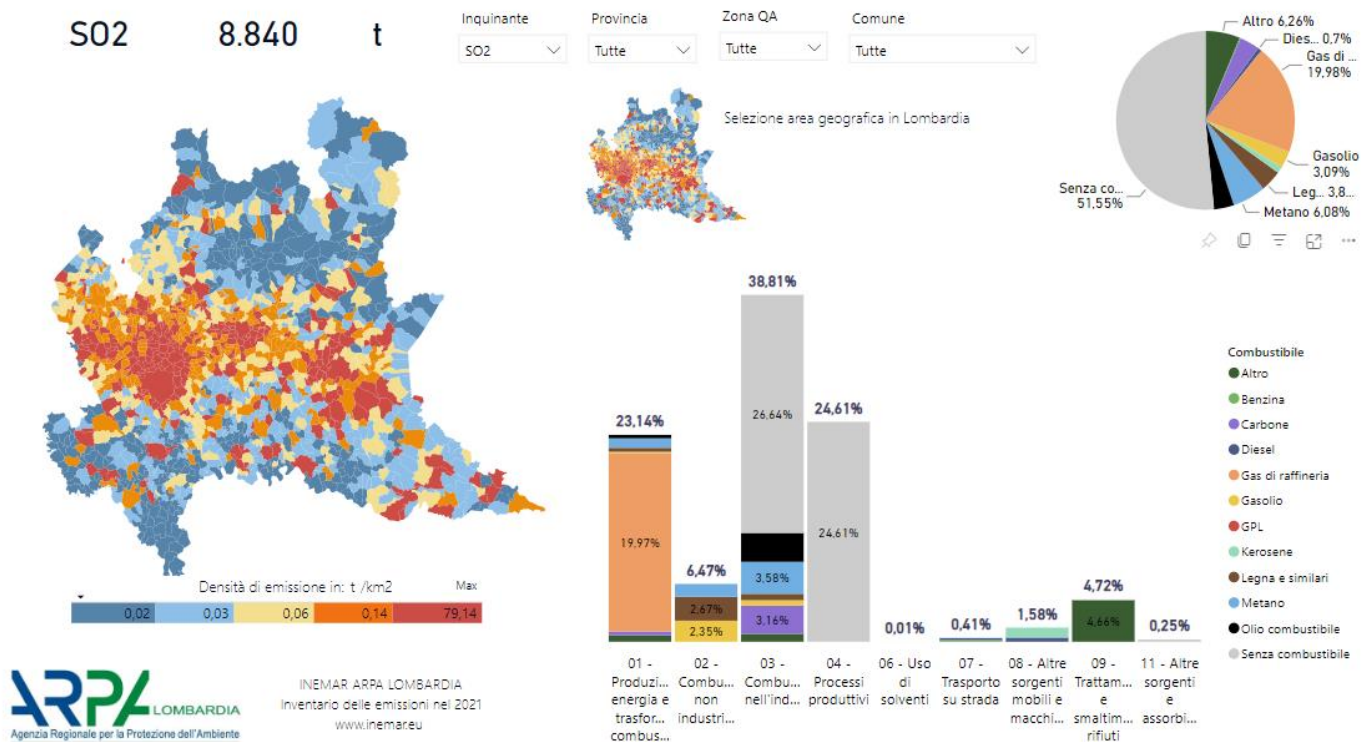 SO2 8.840 t
Inquinante
SO2
Provincia
Tutte
Zona QA
Tutte
Comune
Tutte
Selezione area geografica in Lombardia
Altro 6,26%
Dies... 0,7%
Gas di ...
19,98%
Gasolio
3,09%
Leg... 3,8...
Metano 6,08%
Senza co...
51,55%
Densità di emissione in: t /km2
Max
0,02 0,03 0,06 0,14 79,14
23,14%
19,97%
6,47%
2,67%
2,35%
38,81%
26,64%
3,58%
3,16%
24,61%
24,61%
0,01%
0,41%
1,58%
4,72%
4,66%
0,25%
01 -
Produzi...
energia e
trasfor...
combus...
02 -
Combu...
non
industri...
03 -
Combu...
nell'ind...
04 -
Processi
produttivi
06 - Uso
di
solventi
07 -
Trasporto
su strada
08 - Altre
sorgenti
mobili e
macchi...
09 -
Trattam...
e
smaltim...
rifiuti
11 - Altre
sorgenti
e
assorbi...
Combustibile
Altro
Benzina
Carbone
Diesel
Gas di raffineria
Gasolio
GPL
Kerosene
Legna e similari
Metano
Olio combustibile
Senza combustibile
ARPA LOMBARDIA
Agenzia Regionale per la Protezione dell'Ambiente
INEMAR ARPA LOMBARDIA
Inventario delle emissioni nel 2021
www.inemar.eu